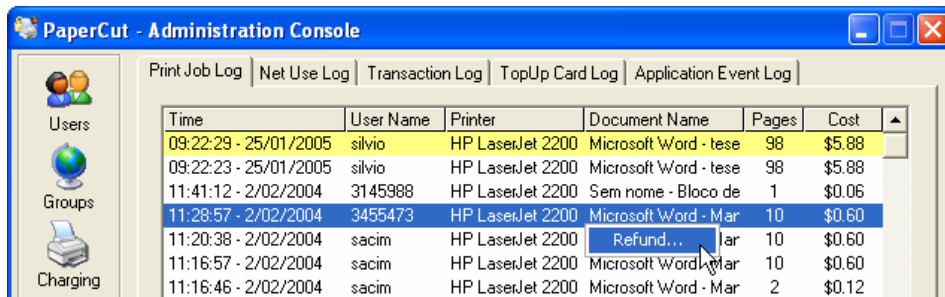 PaperCut - Administration Console
Print Job Log Net Use Log Transaction Log TopUp Card Log Application Event Log
Users
Groups
Charging
Time User Name Printer Document Name Pages Cost
09:22:29 - 25/01/2005 silvio HP LaserJet 2200 Microsoft Word - tese 98 $5.88
09:22:23 - 25/01/2005 silvio HP LaserJet 2200 Microsoft Word - tese 98 $5.88
11:41:12 - 2/02/2004 3145988 HP LaserJet 2200 Sem nome - Bloco de 1 $0.06
11:28:57 - 2/02/2004 3455473 HP LaserJet 2200 Microsoft Word - Mar 10 $0.60
Refund...
11:20:38 - 2/02/2004 sacim HP LaserJet 2200 lar 10 $0.60
11:16:57 - 2/02/2004 sacim HP LaserJet 2200 Microsoft Word - Mar 10 $0.60
11:16:46 - 2/02/2004 sacim HP LaserJet 2200 Microsoft Word - Mar 2 $0.12